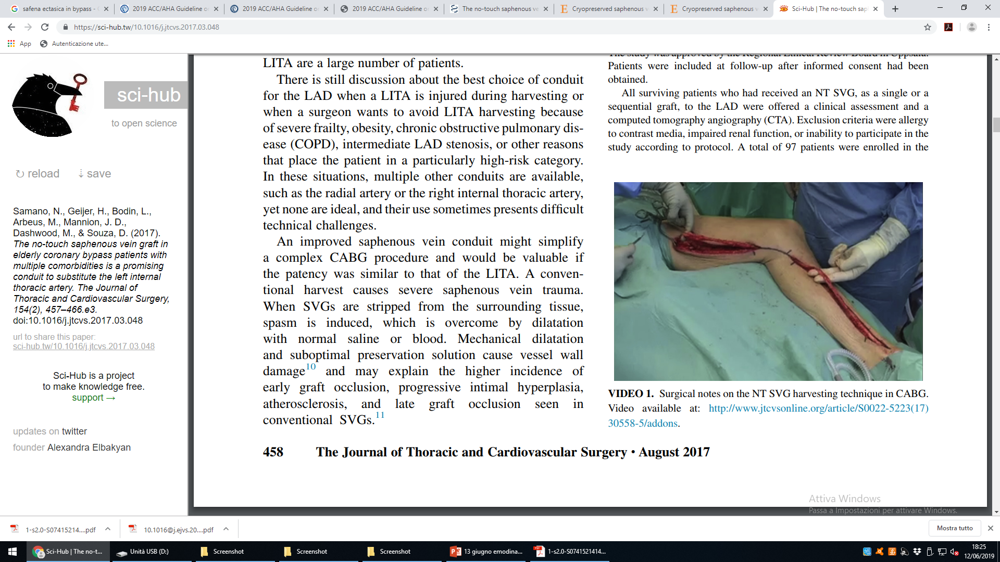 safena ectasica in bypass -
2019 ACC/AHA Guideline o
2019 ACC/AHA Guideline o
2019 ACC/AHA Guideline o
The no-touch saphenous ve
Cryopreserved saphenous v
Cryopreserved saphenous v
Sci-Hub | The no-touch sap
https://sci-hub.tw/10.1016/j.jtcvs.2017.03.048
App
Autenticazione ute...
sci-hub
to open science
↻ reload
⇣ save
Samano, N., Geijer, H., Bodin, L.,
Arbeus, M., Mannion, J. D.,
Dashwood, M., & Souza, D. (2017).
The no-touch saphenous vein graft in
elderly coronary bypass patients with
multiple comorbidities is a promising
conduit to substitute the left internal
thoracic artery. The Journal of
Thoracic and Cardiovascular Surgery,
154(2), 457–466.e3.
doi:10.1016/j.jtcvs.2017.03.048
url to share this paper:
sci-hub.tw/10.1016/j.jtcvs.2017.03.048
Sci-Hub is a project
to make knowledge free.
support →
updates on twitter
founder Alexandra Elbakyan
LITA are a large number of patients.
There is still discussion about the best choice of conduit
for the LAD when a LITA is injured during harvesting or
when a surgeon wants to avoid LITA harvesting because
of severe frailty, obesity, chronic obstructive pulmonary dis-
ease (COPD), intermediate LAD stenosis, or other reasons
that place the patient in a particularly high-risk category.
In these situations, multiple other conduits are available,
such as the radial artery or the right internal thoracic artery,
yet none are ideal, and their use sometimes presents difficult
technical challenges.
An improved saphenous vein conduit might simplify
a complex CABG procedure and would be valuable if
the patency was similar to that of the LITA. A conven-
tional harvest causes severe saphenous vein trauma.
When SVGs are stripped from the surrounding tissue,
spasm is induced, which is overcome by dilatation
with normal saline or blood. Mechanical dilatation
and suboptimal preservation solution cause vessel wall
damage10 and may explain the higher incidence of
early graft occlusion, progressive intimal hyperplasia,
atherosclerosis, and late graft occlusion seen in
conventional SVGs.11
The study was approved by the Regional Ethical Review Board in Uppsala.
Patients were included at follow-up after informed consent had been
obtained.
All surviving patients who had received an NT SVG, as a single or a
sequential graft, to the LAD were offered a clinical assessment and a
computed tomography angiography (CTA). Exclusion criteria were allergy
to contrast media, impaired renal function, or inability to participate in the
study according to protocol. A total of 97 patients were enrolled in the
VIDEO 1. Surgical notes on the NT SVG harvesting technique in CABG.
Video available at: http://www.jtcvsonline.org/article/S0022-5223(17)
30558-5/addons.
458 The Journal of Thoracic and Cardiovascular Surgery • August 2017
Attiva Windows
Passa a Impostazioni per attivare Windows.
1-s2.0-S07415214....pdf
10.1016@j.ejvs.20....pdf
Mostra tutto
Sci-Hub | The no-t...
Unità USB (D:)
Screenshot
Screenshot
Screenshot
13 giugno emodina...
1-s2.0-S0741521414...
18:25
12/06/2019